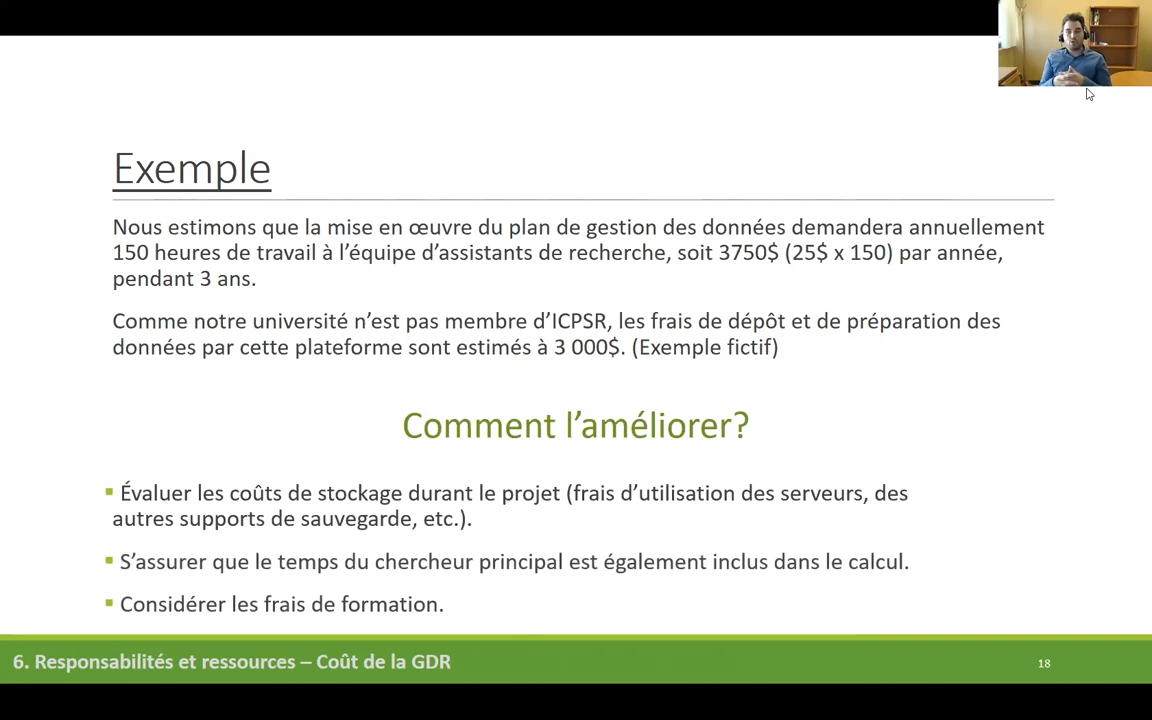 Exemple
Nous estimons que la mise en œuvre du plan de gestion des données demandera annuellement
150 heures de travail à l’équipe d’assistants de recherche, soit 3750$ (25$ x 150) par année,
pendant 3 ans.
Comme notre université n’est pas membre d’ICPSR, les frais de dépôt et de préparation des
données par cette plateforme sont estimés à 3 000$. (Exemple fictif)
Comment l’améliorer?
▪ Évaluer les coûts de stockage durant le projet (frais d’utilisation des serveurs, des
autres supports de sauvegarde, etc.).
▪ S’assurer que le temps du chercheur principal est également inclus dans le calcul.
▪ Considérer les frais de formation.
6. Responsabilités et ressources – Coût de la GDR
18